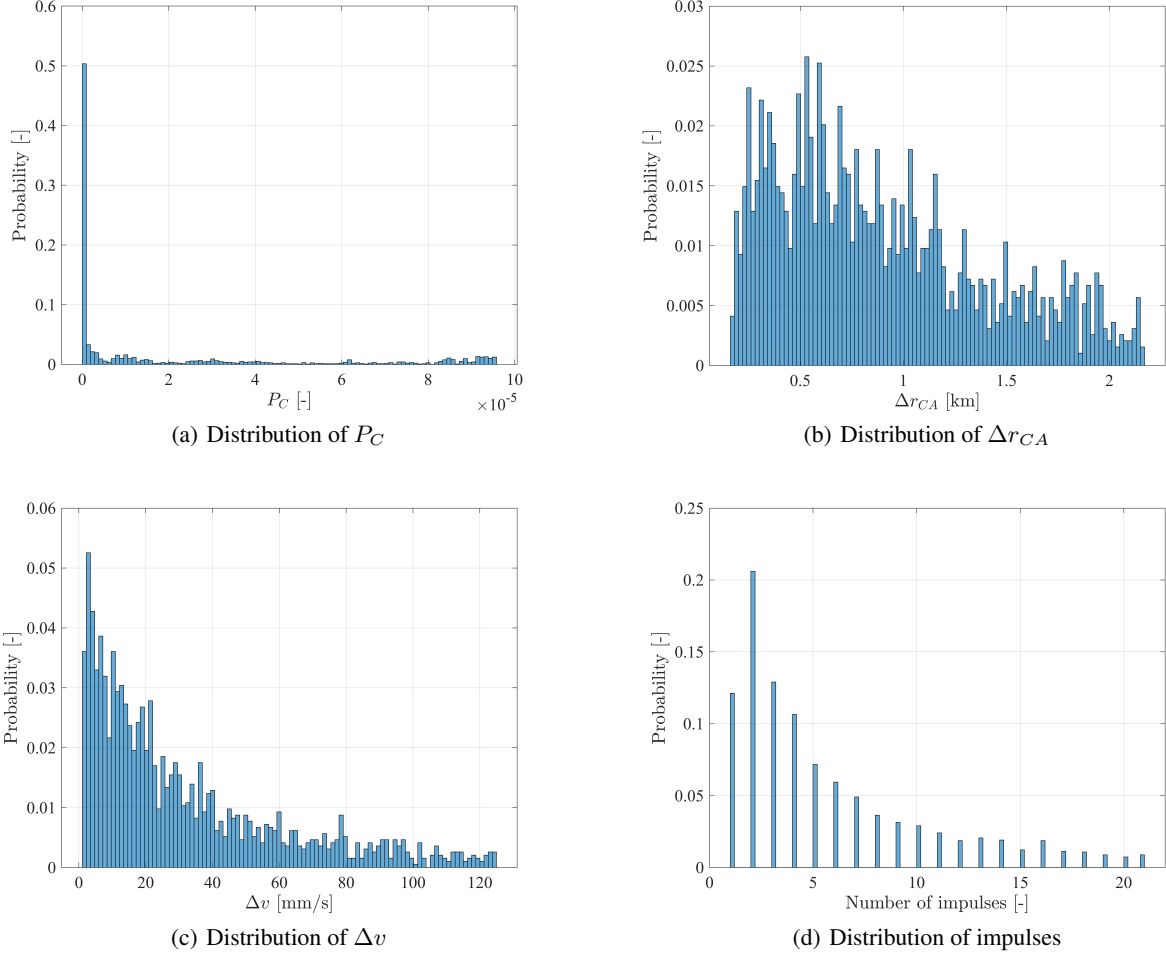 0.6
0.5
0.4
0.3
0.2
0.1
0
Probability [-]
0 2 4 6 8 10
P_C [-]
×10^-5
(a) Distribution of P_C
0.03
0.025
0.02
0.015
0.01
0.005
0
Probability [-]
0.5 1 1.5 2
Δr_CA [km]
(b) Distribution of Δr_CA
0.06
0.05
0.04
0.03
0.02
0.01
0
Probability [-]
0 20 40 60 80 100 120
Δv [mm/s]
(c) Distribution of Δv
0.25
0.2
0.15
0.1
0.05
0
Probability [-]
0 5 10 15 20
Number of impulses [-]
(d) Distribution of impulses